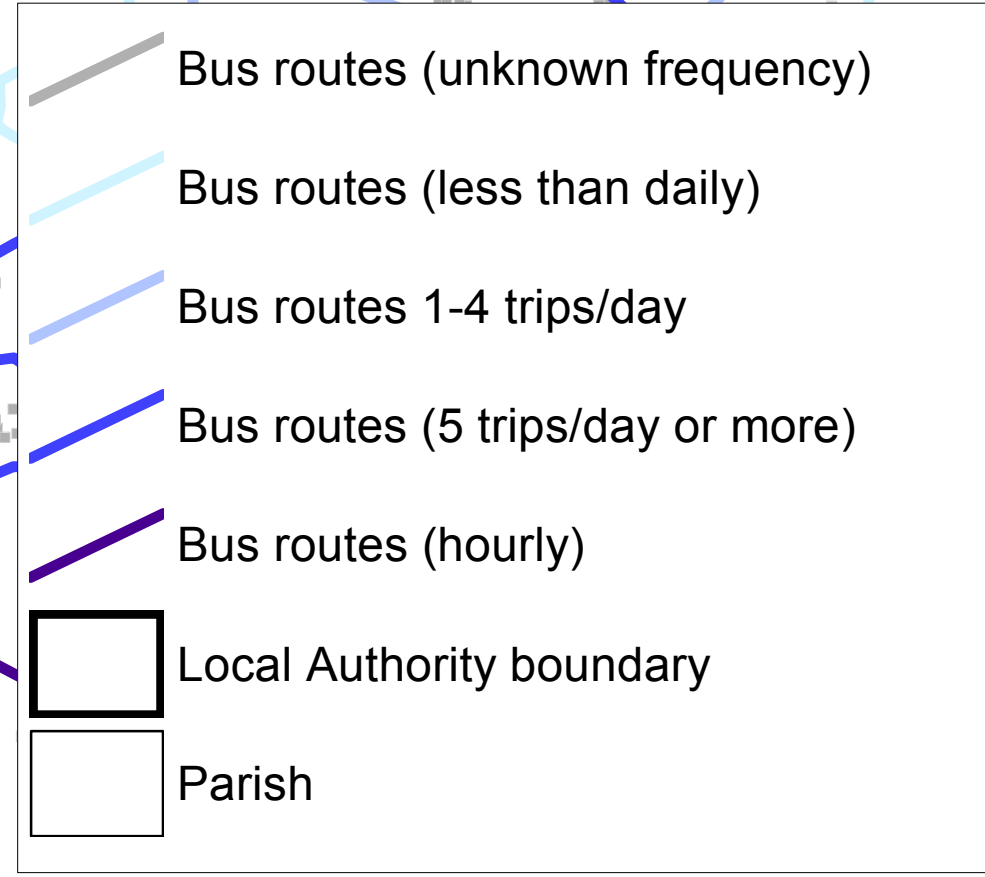 Bus routes (unknown frequency)
Bus routes (less than daily)
Bus routes 1-4 trips/day
Bus routes (5 trips/day or more)
Bus routes (hourly)
Local Authority boundary
Parish